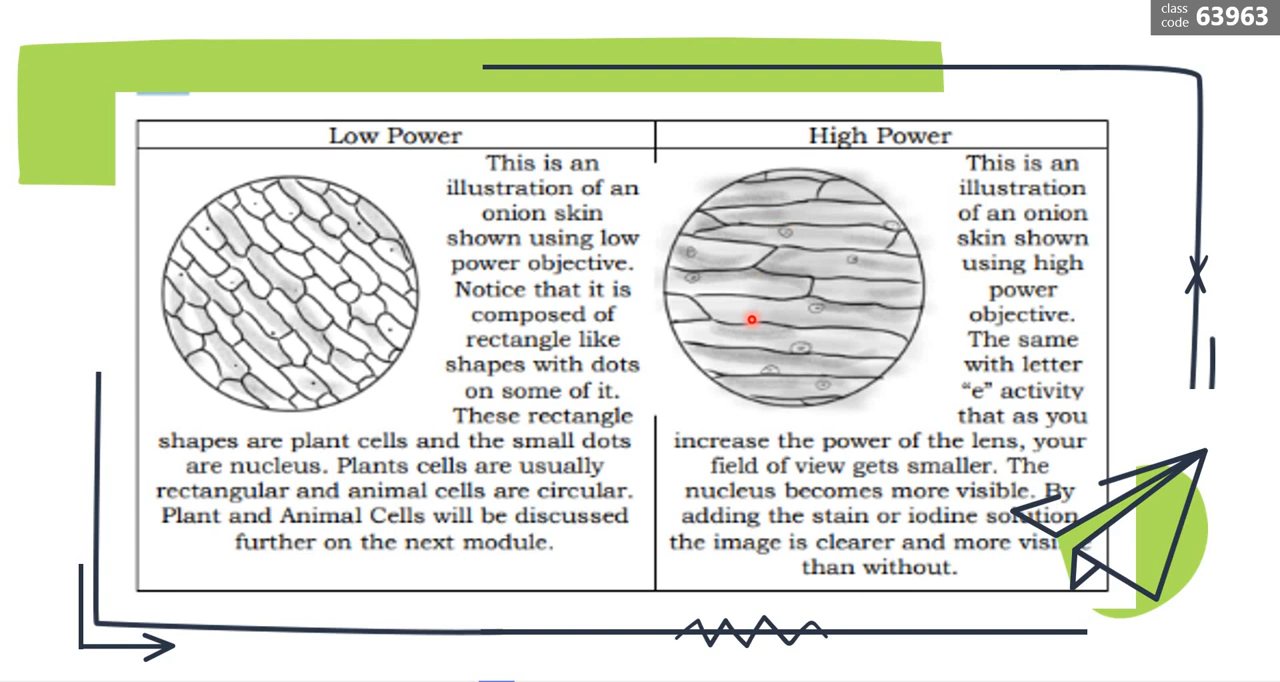 class
code 63963
Low Power
This is an
illustration of an
onion skin
shown using low
power objective.
Notice that it is
composed of
rectangle like
shapes with dots
on some of it.
These rectangle
shapes are plant cells and the small dots
are nucleus. Plants cells are usually
rectangular and animal cells are circular.
Plant and Animal Cells will be discussed
further on the next module.
High Power
This is an
illustration
of an onion
skin shown
using high
power
objective.
The same
with letter
“e” activity
that as you
increase the power of the lens, your
field of view gets smaller. The
nucleus becomes more visible. By
adding the stain or iodine solution
the image is clearer and more
than without.